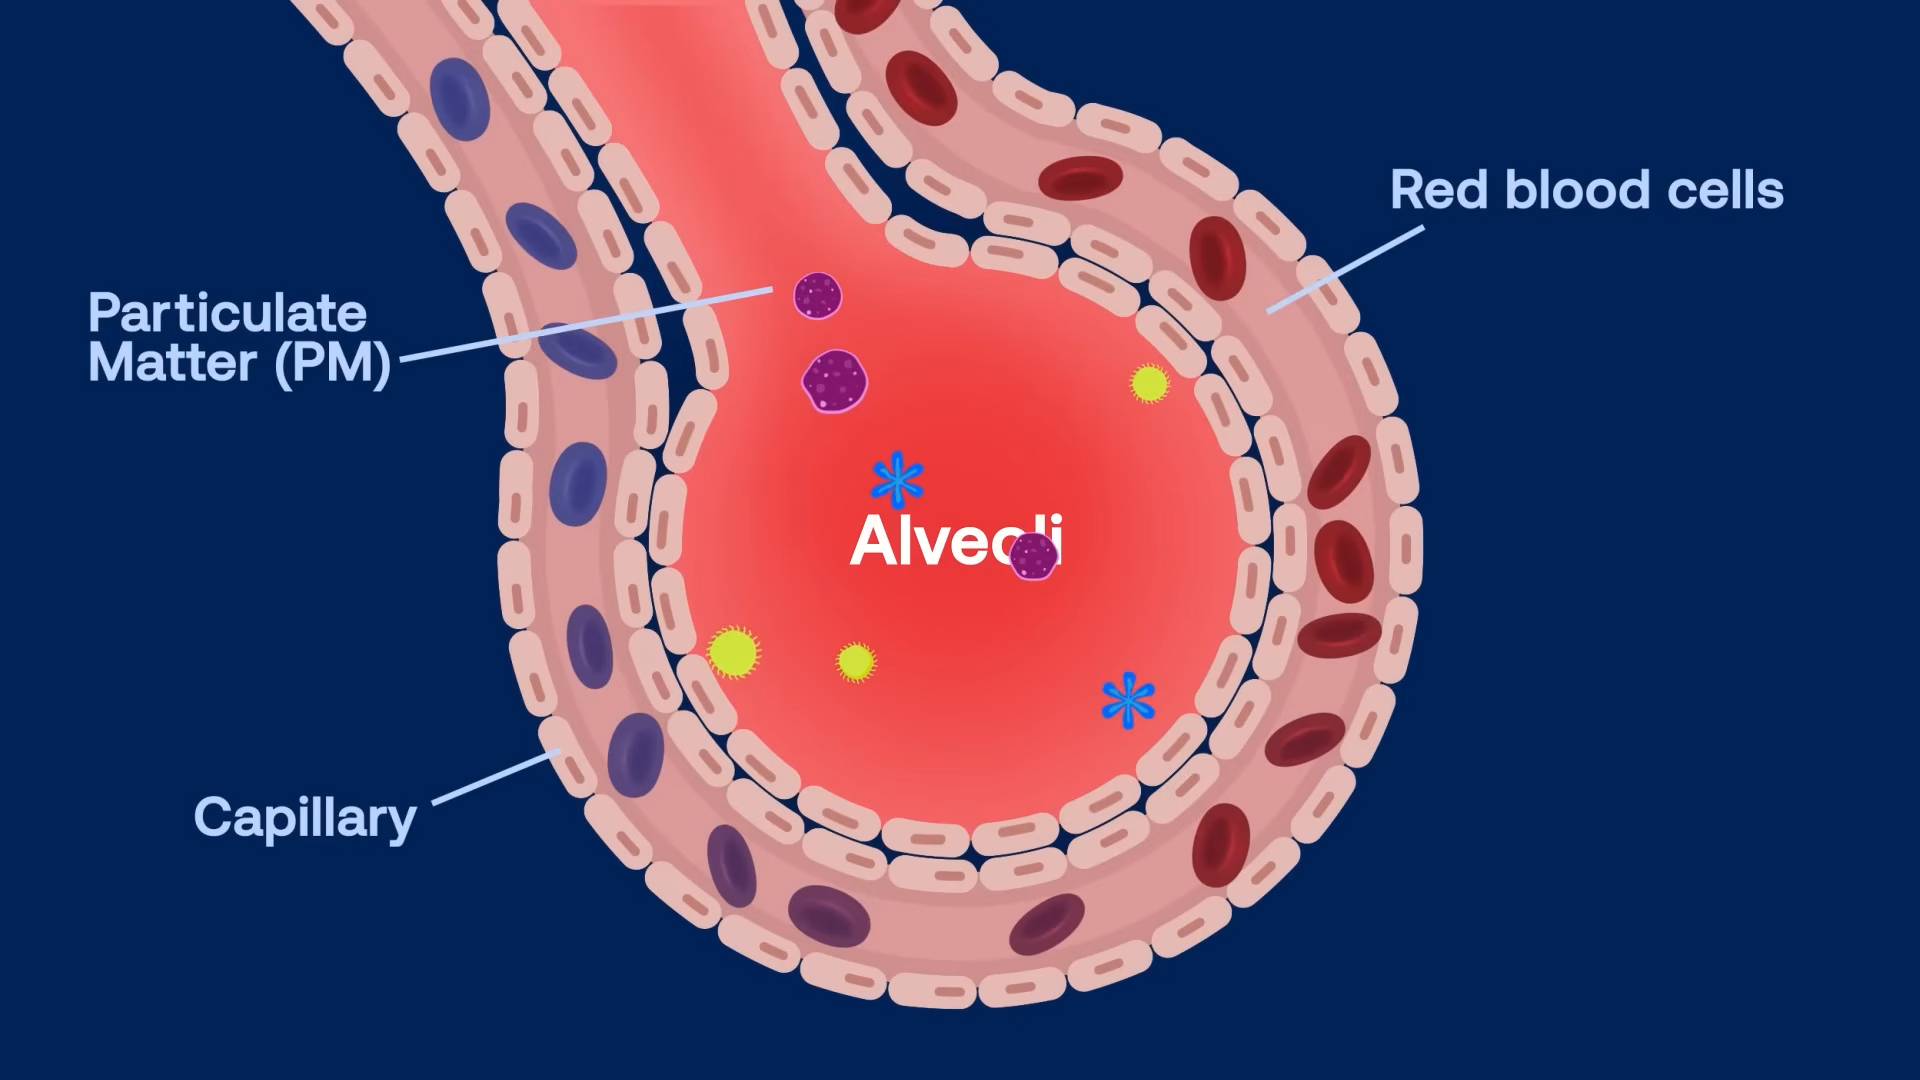 Red blood cells
Particulate
Matter (PM)
Alveoli
Capillary